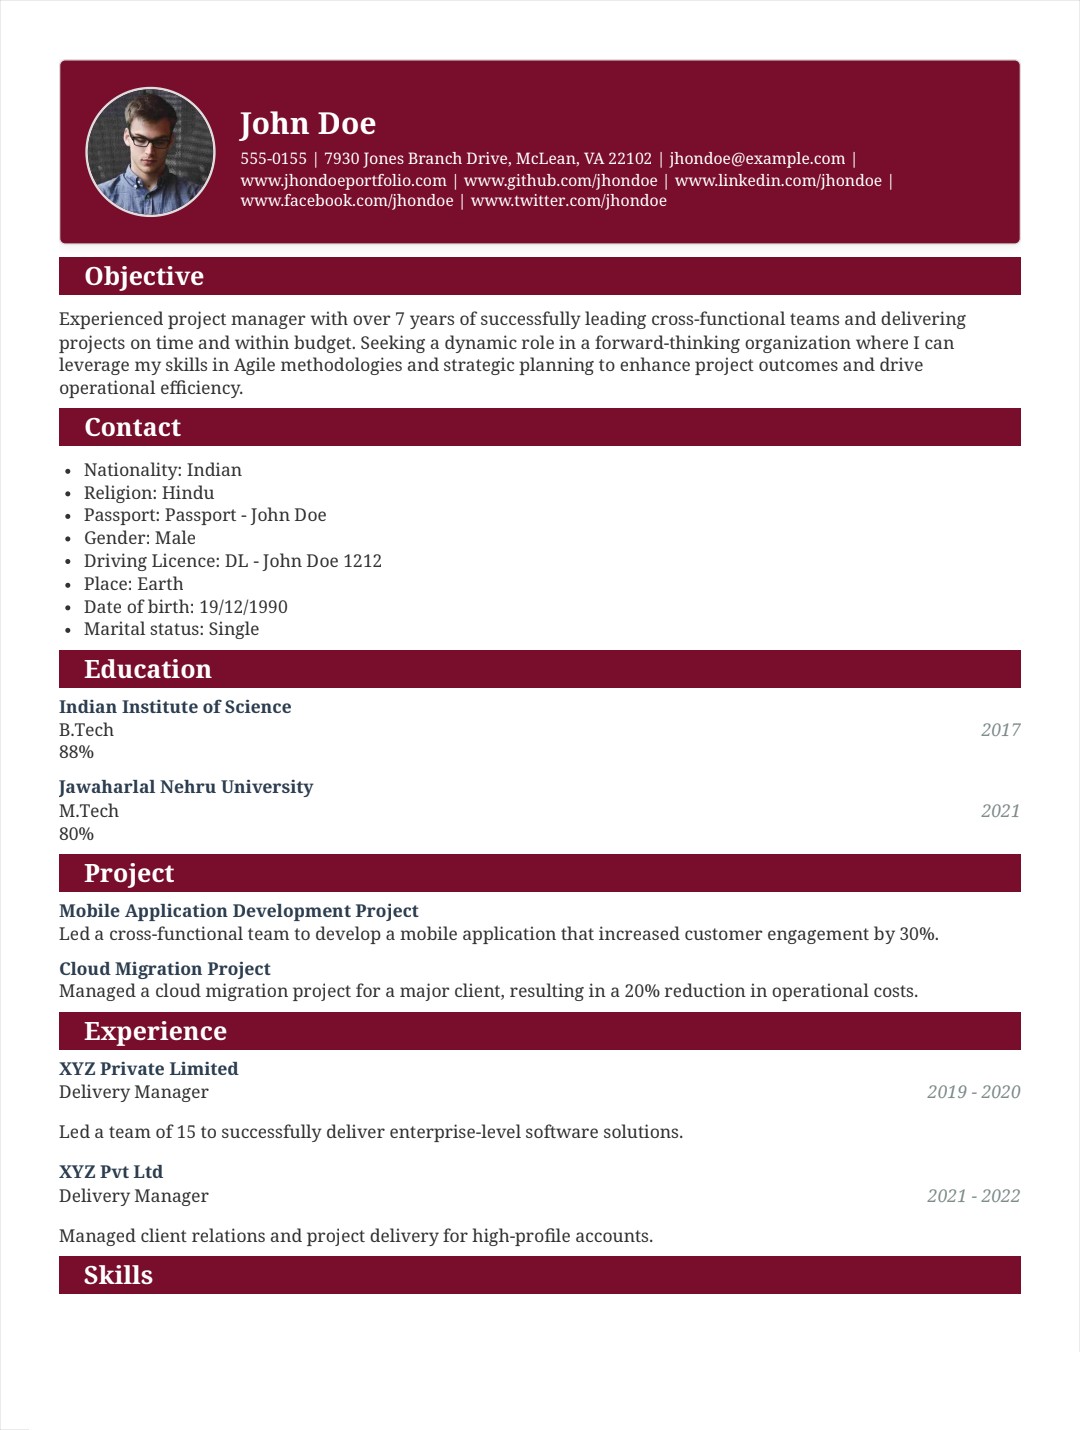 John Doe
555-0155 | 7930 Jones Branch Drive, McLean, VA 22102 | jhondoe@example.com |
www.jhondoeportfolio.com | www.github.com/jhondoe | www.linkedin.com/jhondoe |
www.facebook.com/jhondoe | www.twitter.com/jhondoe
Objective
Experienced project manager with over 7 years of successfully leading cross-functional teams and delivering
projects on time and within budget. Seeking a dynamic role in a forward-thinking organization where I can
leverage my skills in Agile methodologies and strategic planning to enhance project outcomes and drive
operational efficiency.
Contact
• Nationality: Indian
• Religion: Hindu
• Passport: Passport - John Doe
• Gender: Male
• Driving Licence: DL - John Doe 1212
• Place: Earth
• Date of birth: 19/12/1990
• Marital status: Single
Education
Indian Institute of Science
B.Tech 2017
88%
Jawaharlal Nehru University
M.Tech 2021
80%
Project
Mobile Application Development Project
Led a cross-functional team to develop a mobile application that increased customer engagement by 30%.
Cloud Migration Project
Managed a cloud migration project for a major client, resulting in a 20% reduction in operational costs.
Experience
XYZ Private Limited
Delivery Manager 2019 - 2020
Led a team of 15 to successfully deliver enterprise-level software solutions.
XYZ Pvt Ltd
Delivery Manager 2021 - 2022
Managed client relations and project delivery for high-profile accounts.
Skills